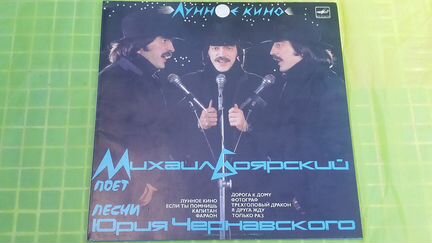 Лунное кино
Михаил Боярский
поет
ЛУННОЕ КИНО
ЕСЛИ ТЫ ПОМНИШЬ
КАПИТАН
ФАРАОН
ДОРОГА К ДОМУ
ФОТОГРАФ
ТРЕХГОЛОВЫЙ ДРАКОН
Я ДРУГА ЖДУ
ТОЛЬКО РАЗ
песни
Юрия Чернавского